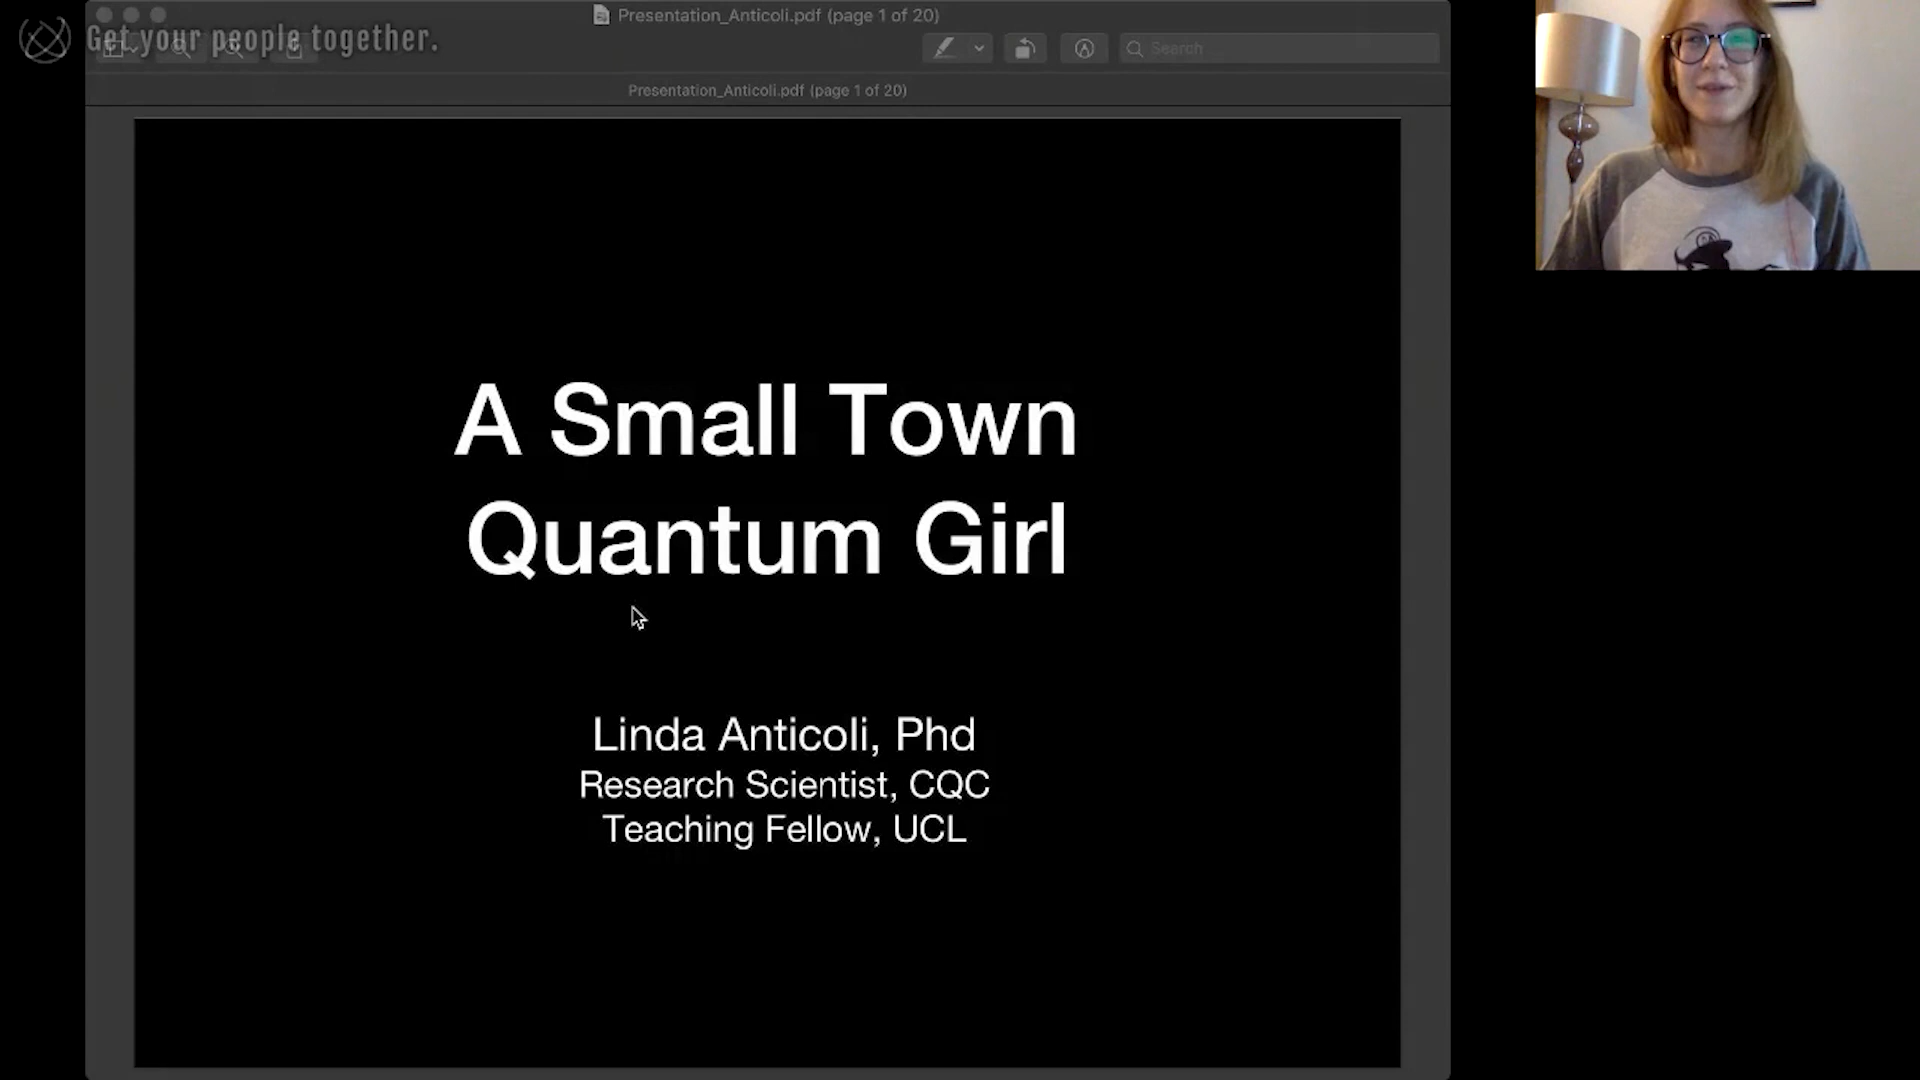 Presentation_Anticoli.pdf (page 1 of 20)
Get your people together.
Search
Presentation_Anticoli.pdf (page 1 of 20)
A Small Town
Quantum Girl
Linda Anticoli, Phd
Research Scientist, CQC
Teaching Fellow, UCL